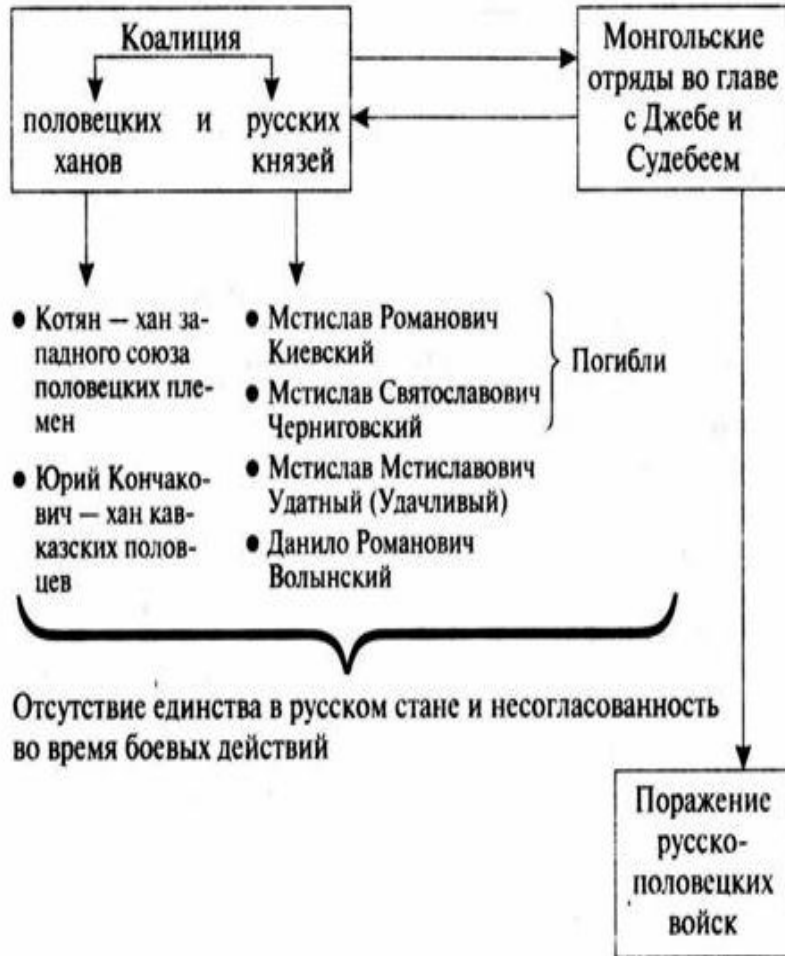 Коалиция
половецких и русских
ханов князей
Монгольские
отряды во главе
с Джебе и
Судебеем
● Котян — хан за-
падного союза
половецких пле-
мен
● Юрий Кончако-
вич — хан кав-
казских полов-
цев
● Мстислав Романович
Киевский
● Мстислав Святославович
Черниговский
Погибли
● Мстислав Мстиславович
Удатный (Удачливый)
● Данило Романович
Волынский
Отсутствие единства в русском стане и несогласованность
во время боевых действий
Поражение
русско-
половецких
войск